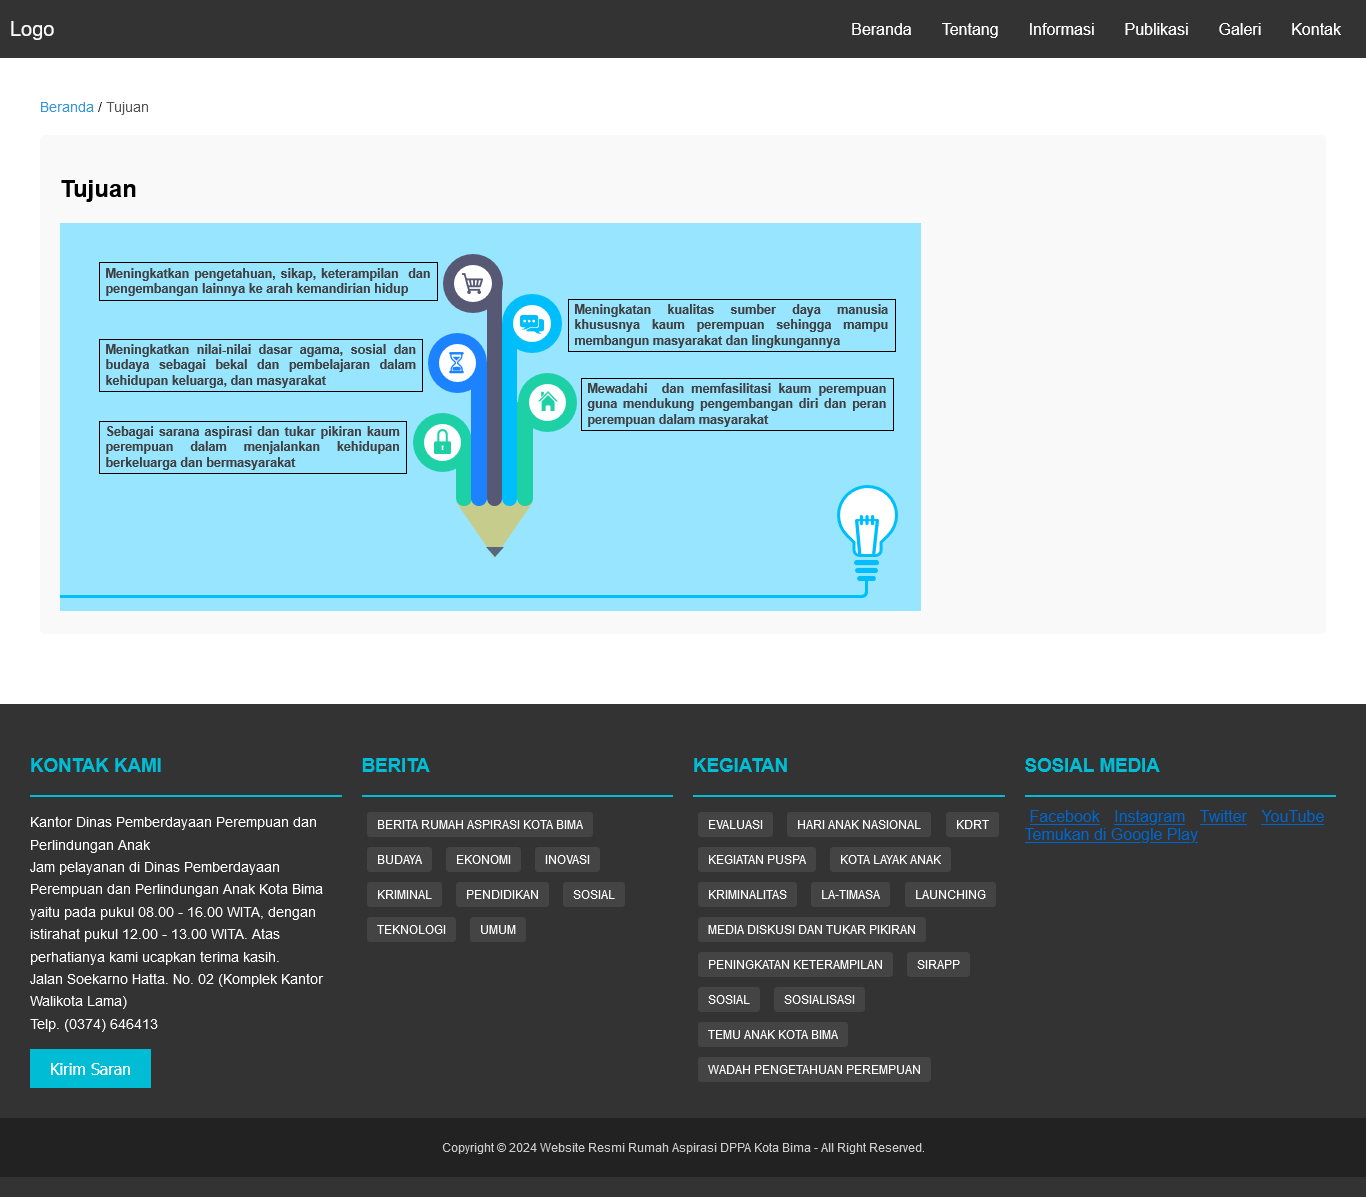 Logo
Beranda Tentang Informasi Publikasi Galeri Kontak
Beranda / Tujuan
Tujuan
Meningkatkan pengetahuan, sikap, keterampilan dan
pengembangan lainnya ke arah kemandirian hidup
Meningkatan kualitas sumber daya manusia
khususnya kaum perempuan sehingga mampu
membangun masyarakat dan lingkungannya
Meningkatkan nilai-nilai dasar agama, sosial dan
budaya sebagai bekal dan pembelajaran dalam
kehidupan keluarga, dan masyarakat
Mewadahi dan memfasilitasi kaum perempuan
guna mendukung pengembangan diri dan peran
perempuan dalam masyarakat
Sebagai sarana aspirasi dan tukar pikiran kaum
perempuan dalam menjalankan kehidupan
berkeluarga dan bermasyarakat
KONTAK KAMI
Kantor Dinas Pemberdayaan Perempuan dan
Perlindungan Anak
Jam pelayanan di Dinas Pemberdayaan
Perempuan dan Perlindungan Anak Kota Bima
yaitu pada pukul 08.00 - 16.00 WITA, dengan
istirahat pukul 12.00 - 13.00 WITA. Atas
perhatianya kami ucapkan terima kasih.
Jalan Soekarno Hatta. No. 02 (Komplek Kantor
Walikota Lama)
Telp. (0374) 646413
Kirim Saran
BERITA
BERITA RUMAH ASPIRASI KOTA BIMA
BUDAYA EKONOMI INOVASI
KRIMINAL PENDIDIKAN SOSIAL
TEKNOLOGI UMUM
KEGIATAN
EVALUASI HARI ANAK NASIONAL KDRT
KEGIATAN PUSPA KOTA LAYAK ANAK
KRIMINALITAS LA-TIMASA LAUNCHING
MEDIA DISKUSI DAN TUKAR PIKIRAN
PENINGKATAN KETERAMPILAN SIRAPP
SOSIAL SOSIALISASI
TEMU ANAK KOTA BIMA
WADAH PENGETAHUAN PEREMPUAN
SOSIAL MEDIA
Facebook Instagram Twitter YouTube
Temukan di Google Play
Copyright © 2024 Website Resmi Rumah Aspirasi DPPA Kota Bima - All Right Reserved.